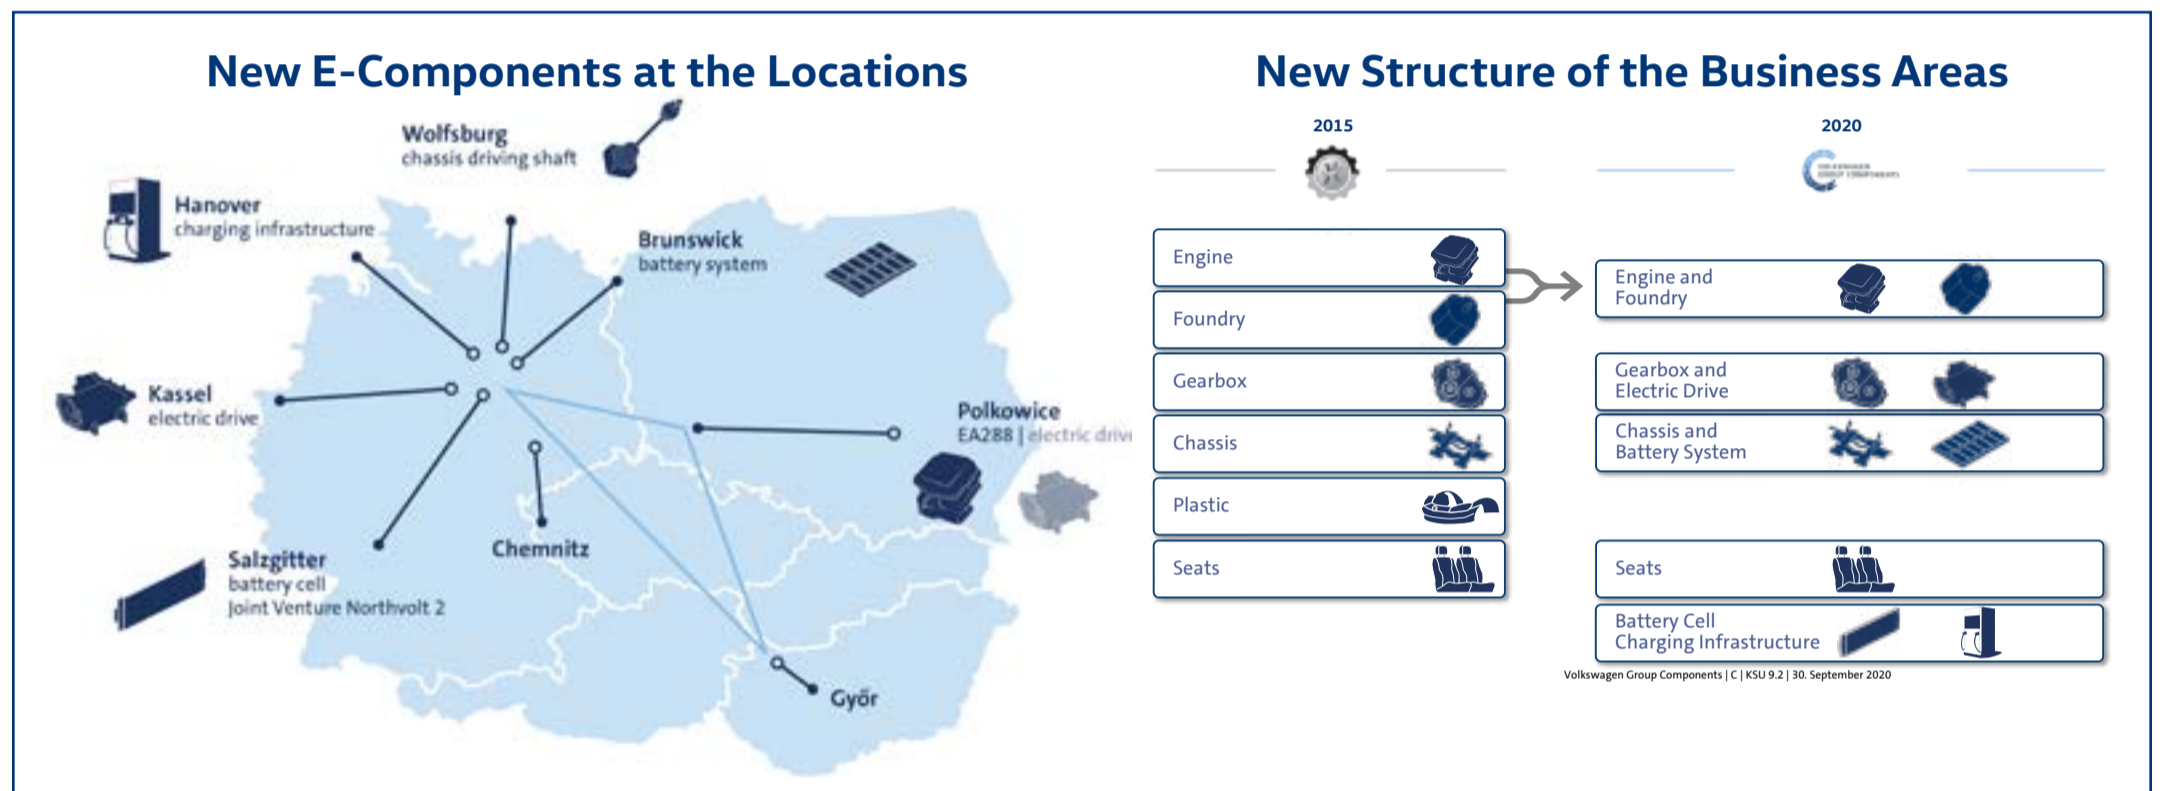 New E-Components at the Locations
Wolfsburg
chassis driving shaft
Hanover
charging infrastructure
Brunswick
battery system
Kassel
electric drive
Polkowice
EA288 | electric driv
Salzgitter
battery cell
Joint Venture Northvolt 2
Chemnitz
Győr
New Structure of the Business Areas
2015
2020
VOLKSWAGEN
GROUP COMPONENTS
Engine
Foundry
Gearbox
Chassis
Plastic
Seats
Engine and
Foundry
Gearbox and
Electric Drive
Chassis and
Battery System
Seats
Battery Cell
Charging Infrastructure
Volkswagen Group Components | C | KSU 9.2 | 30. September 2020